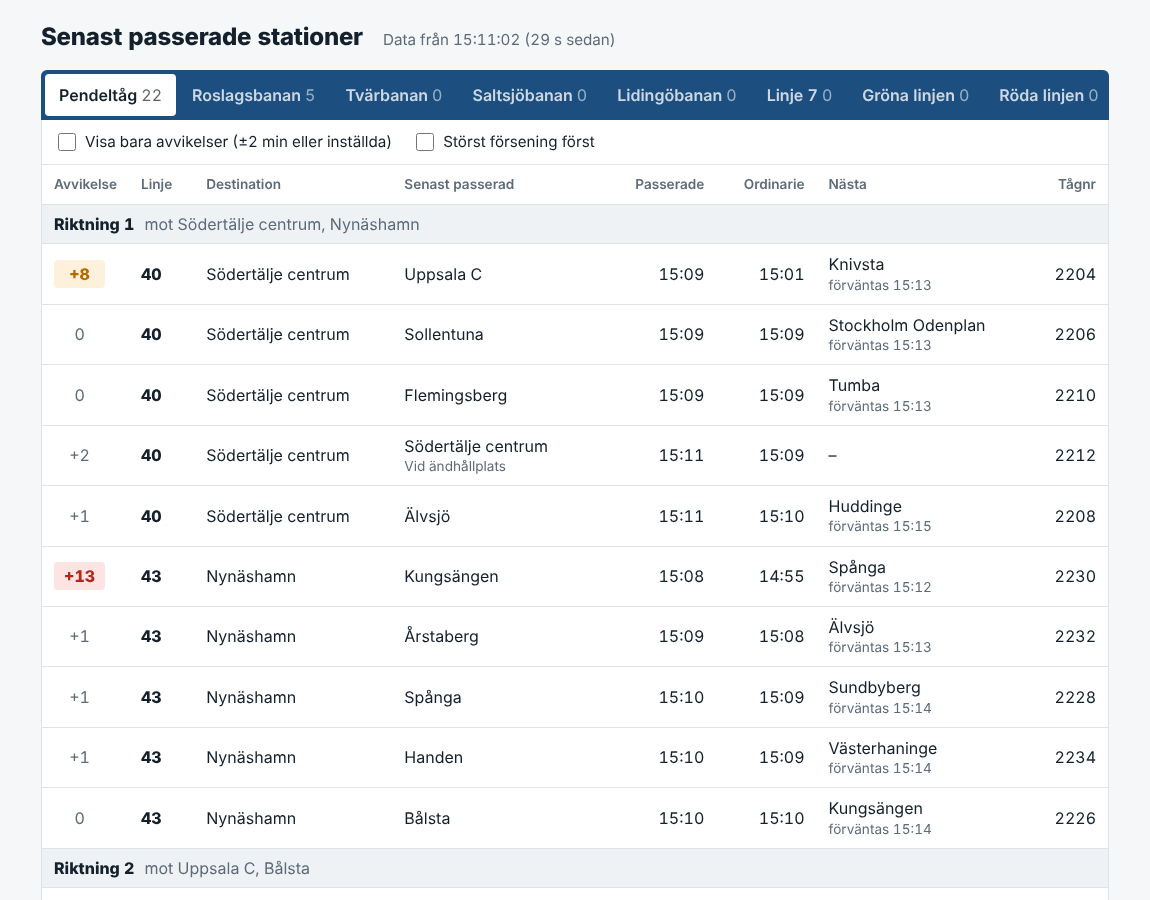 Senast passerade stationer Data från 15:11:02 (29 s sedan)
Pendeltåg 22 Roslagsbanan 5 Tvärbanan 0 Saltsjöbanan 0 Lidingöbanan 0 Linje 7 0 Gröna linjen 0 Röda linjen 0
Visa bara avvikelser (±2 min eller inställda) Störst försening först
Avvikelse Linje Destination Senast passerad Passerade Ordinarie Nästa Tågnr
Riktning 1 mot Södertälje centrum, Nynäshamn
+8 40 Södertälje centrum Uppsala C 15:09 15:01 Knivsta 2204
förväntas 15:13
0 40 Södertälje centrum Sollentuna 15:09 15:09 Stockholm Odenplan 2206
förväntas 15:13
0 40 Södertälje centrum Flemingsberg 15:09 15:09 Tumba 2210
förväntas 15:13
+2 40 Södertälje centrum Södertälje centrum 15:11 15:09 – 2212
Vid ändhållplats
+1 40 Södertälje centrum Älvsjö 15:11 15:10 Huddinge 2208
förväntas 15:15
+13 43 Nynäshamn Kungsängen 15:08 14:55 Spånga 2230
förväntas 15:12
+1 43 Nynäshamn Årstaberg 15:09 15:08 Älvsjö 2232
förväntas 15:13
+1 43 Nynäshamn Spånga 15:10 15:09 Sundbyberg 2228
förväntas 15:14
+1 43 Nynäshamn Handen 15:10 15:09 Västerhaninge 2234
förväntas 15:14
0 43 Nynäshamn Bålsta 15:10 15:10 Kungsängen 2226
förväntas 15:14
Riktning 2 mot Uppsala C, Bålsta